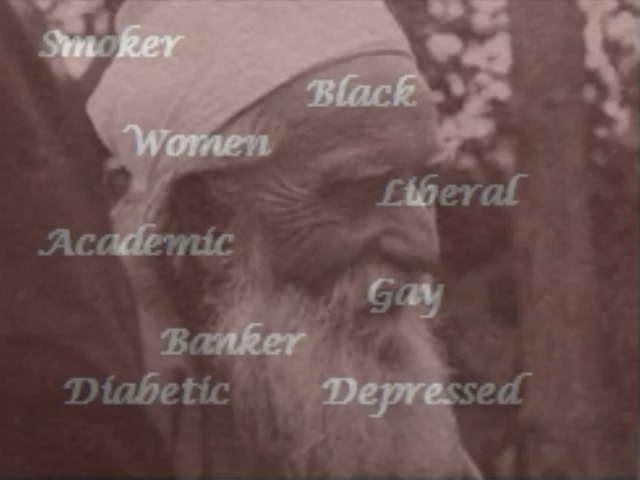 Smoker
Black
Women
Liberal
Academic
Gay
Banker
Diabetic Depressed